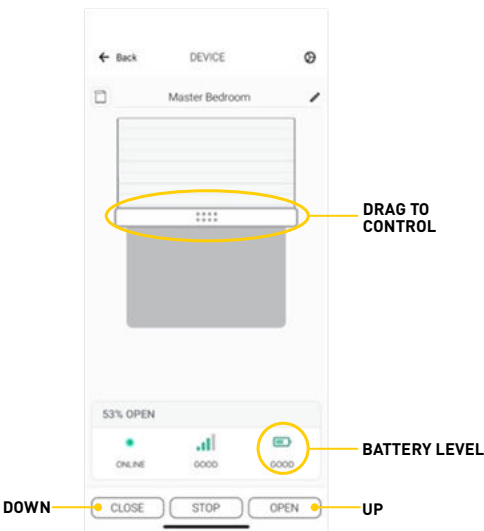 Back DEVICE
Master Bedroom
DRAG TO
CONTROL
53% OPEN
ONLINE GOOD GOOD
BATTERY LEVEL
DOWN CLOSE STOP OPEN UP